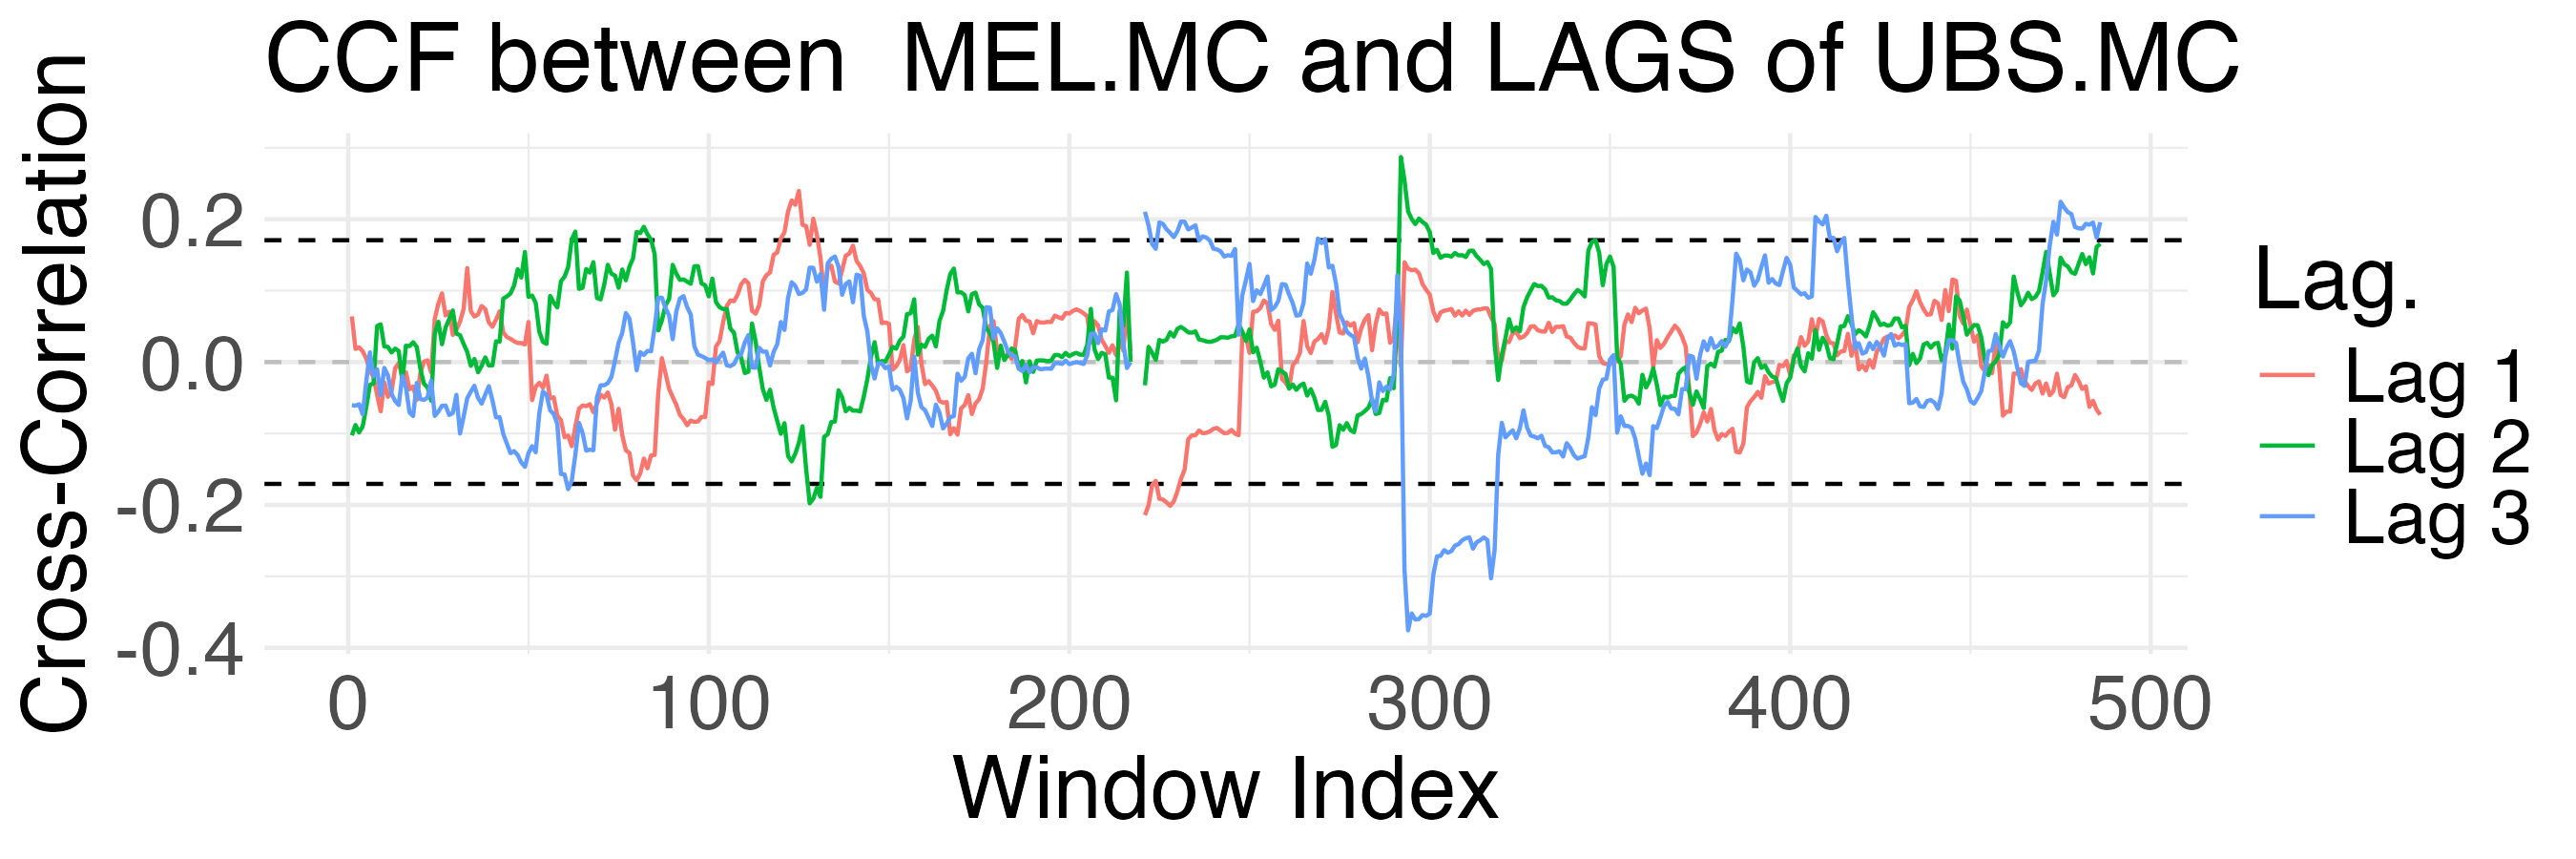 CCF between  MEL.MC and LAGS of UBS.MC
Cross-Correlation
0.2
0.0
-0.2
-0.4
0 100 200 300 400 500
Window Index
Lag.
Lag 1
Lag 2
Lag 3